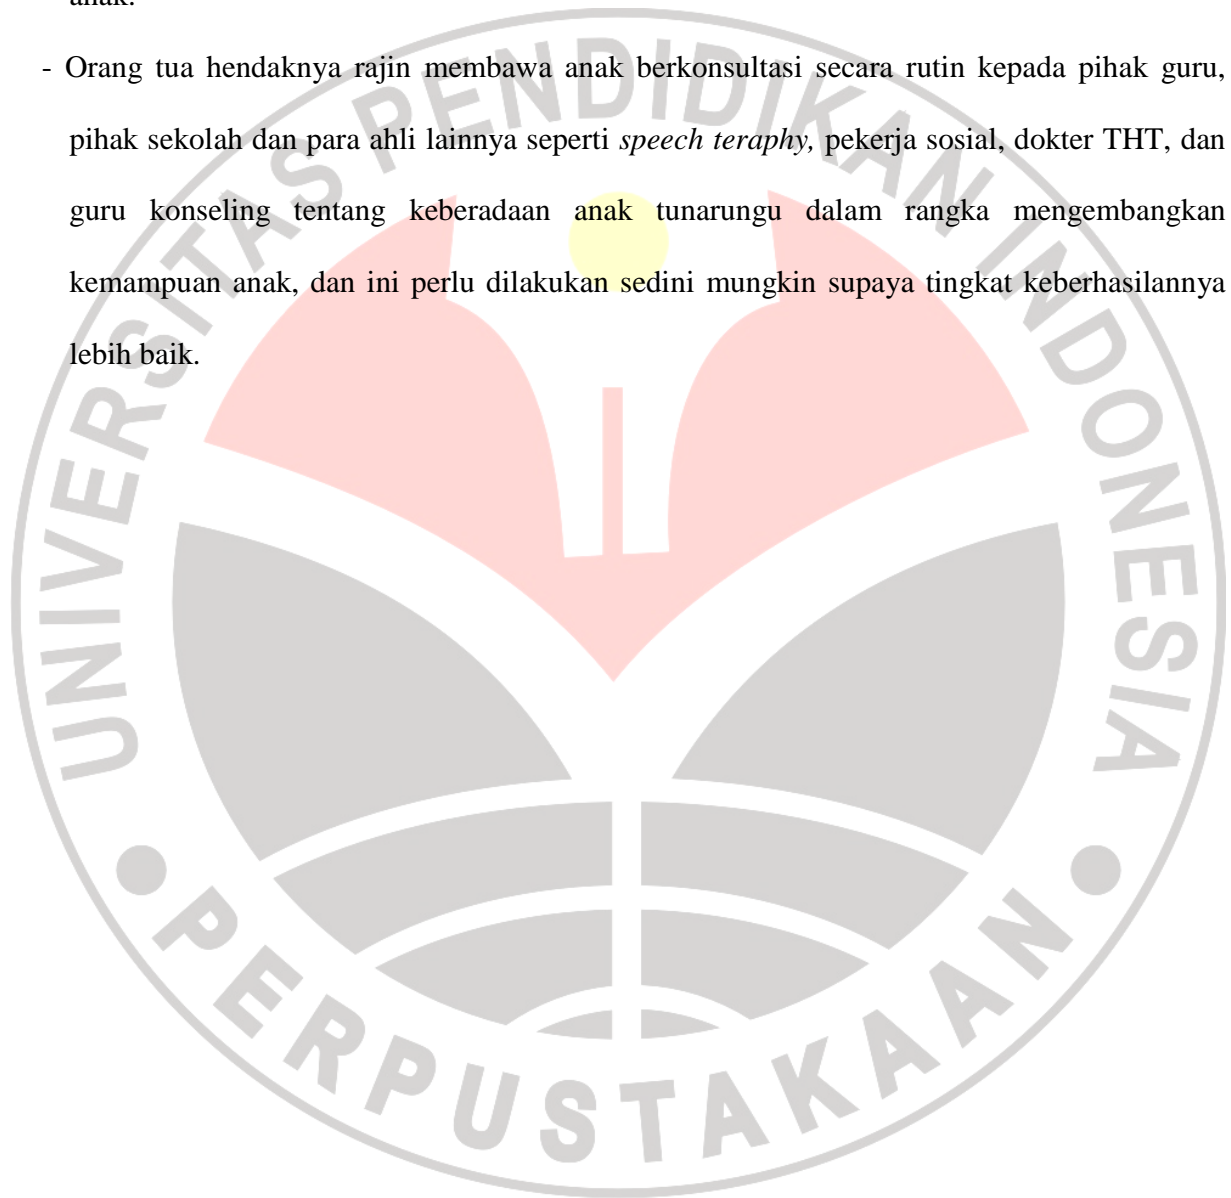 anak.
- Orang tua hendaknya rajin membawa anak berkonsultasi secara rutin kepada pihak guru,
pihak sekolah dan para ahli lainnya seperti speech teraphy, pekerja sosial, dokter THT, dan
guru konseling tentang keberadaan anak tunarungu dalam rangka mengembangkan
kemampuan anak, dan ini perlu dilakukan sedini mungkin supaya tingkat keberhasilannya
lebih baik.
UNIVERSITAS PENDIDIKAN INDONESIA
PERPUSTAKAAN